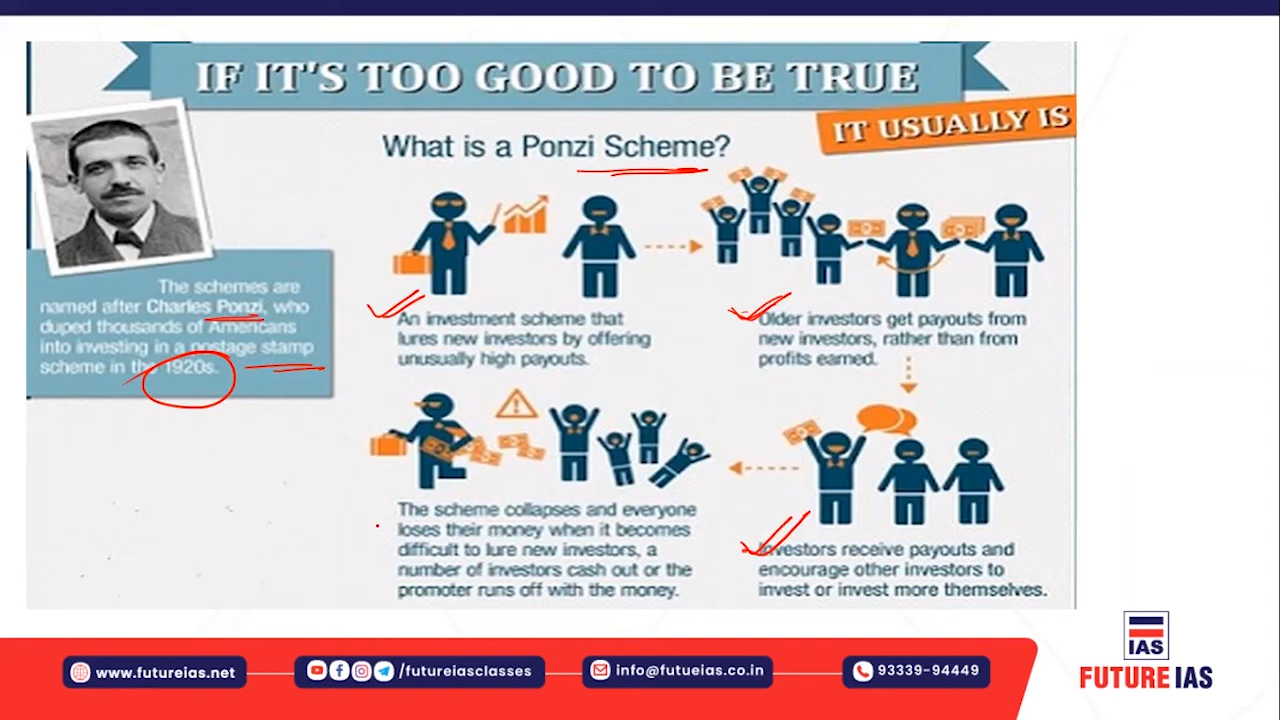 IF IT'S TOO GOOD TO BE TRUE
IT USUALLY IS
What is a Ponzi Scheme?
The schemes are
named after Charles Ponzi, who
duped thousands of Americans
into investing in a postage stamp
scheme in the 1920s.
An investment scheme that
lures new investors by offering
unusually high payouts.
Older investors get payouts from
new investors, rather than from
profits earned.
The scheme collapses and everyone
loses their money when it becomes
difficult to lure new investors, a
number of investors cash out or the
promoter runs off with the money.
Investors receive payouts and
encourage other investors to
invest or invest more themselves.
www.futureias.net
/futureiasclasses
info@futueias.co.in
93339-94449
IAS
FUTURE IAS